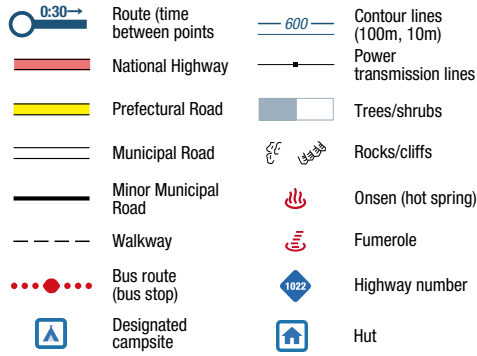 0:30→
Route (time
between points
National Highway
Prefectural Road
Municipal Road
Minor Municipal
Road
Walkway
Bus route
(bus stop)
Designated
campsite
600
Contour lines
(100m, 10m)
Power
transmission lines
Trees/shrubs
Rocks/cliffs
Onsen (hot spring)
Fumerole
1022
Highway number
Hut